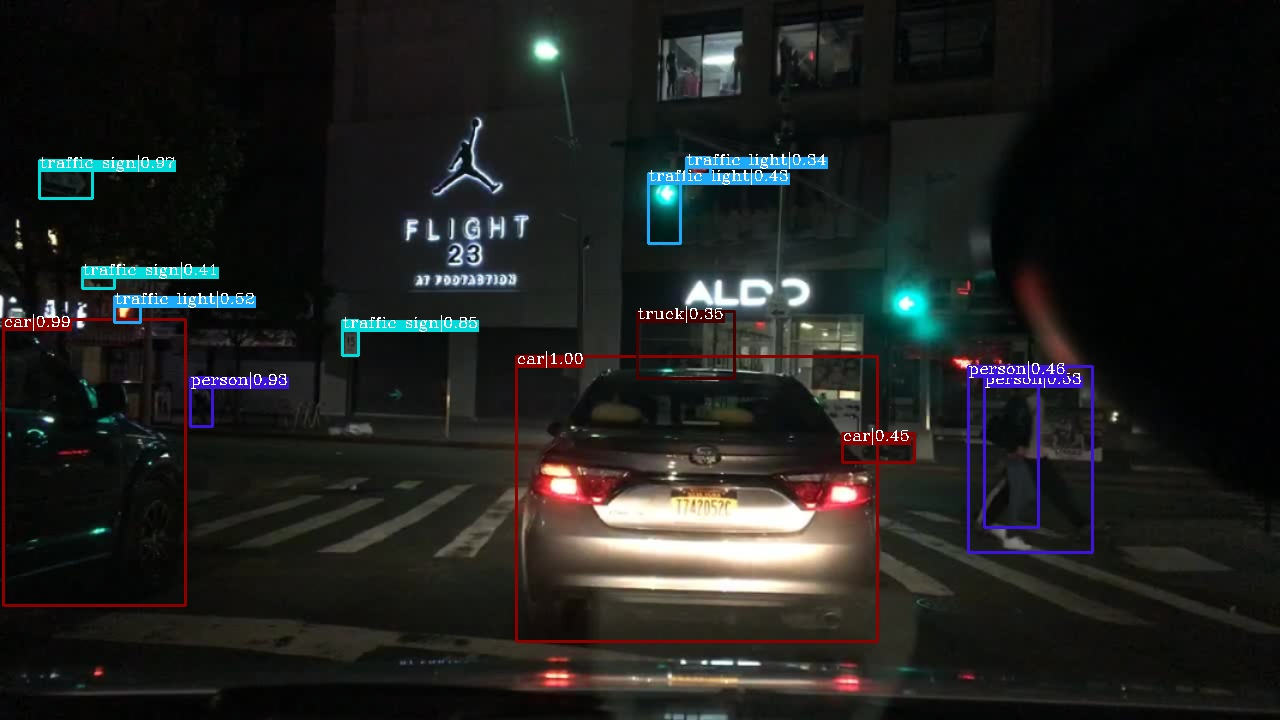 traffic sign|0.97
traffic light|0.34
traffic light|0.43
FLIGHT
23
AT FOOTACTION
traffic sign|0.41
ALDO
traffic light|0.52
truck|0.35
car|0.99
traffic sign|0.85
car|1.00
person|0.46
person|0.53
person|0.93
car|0.45
T742052C